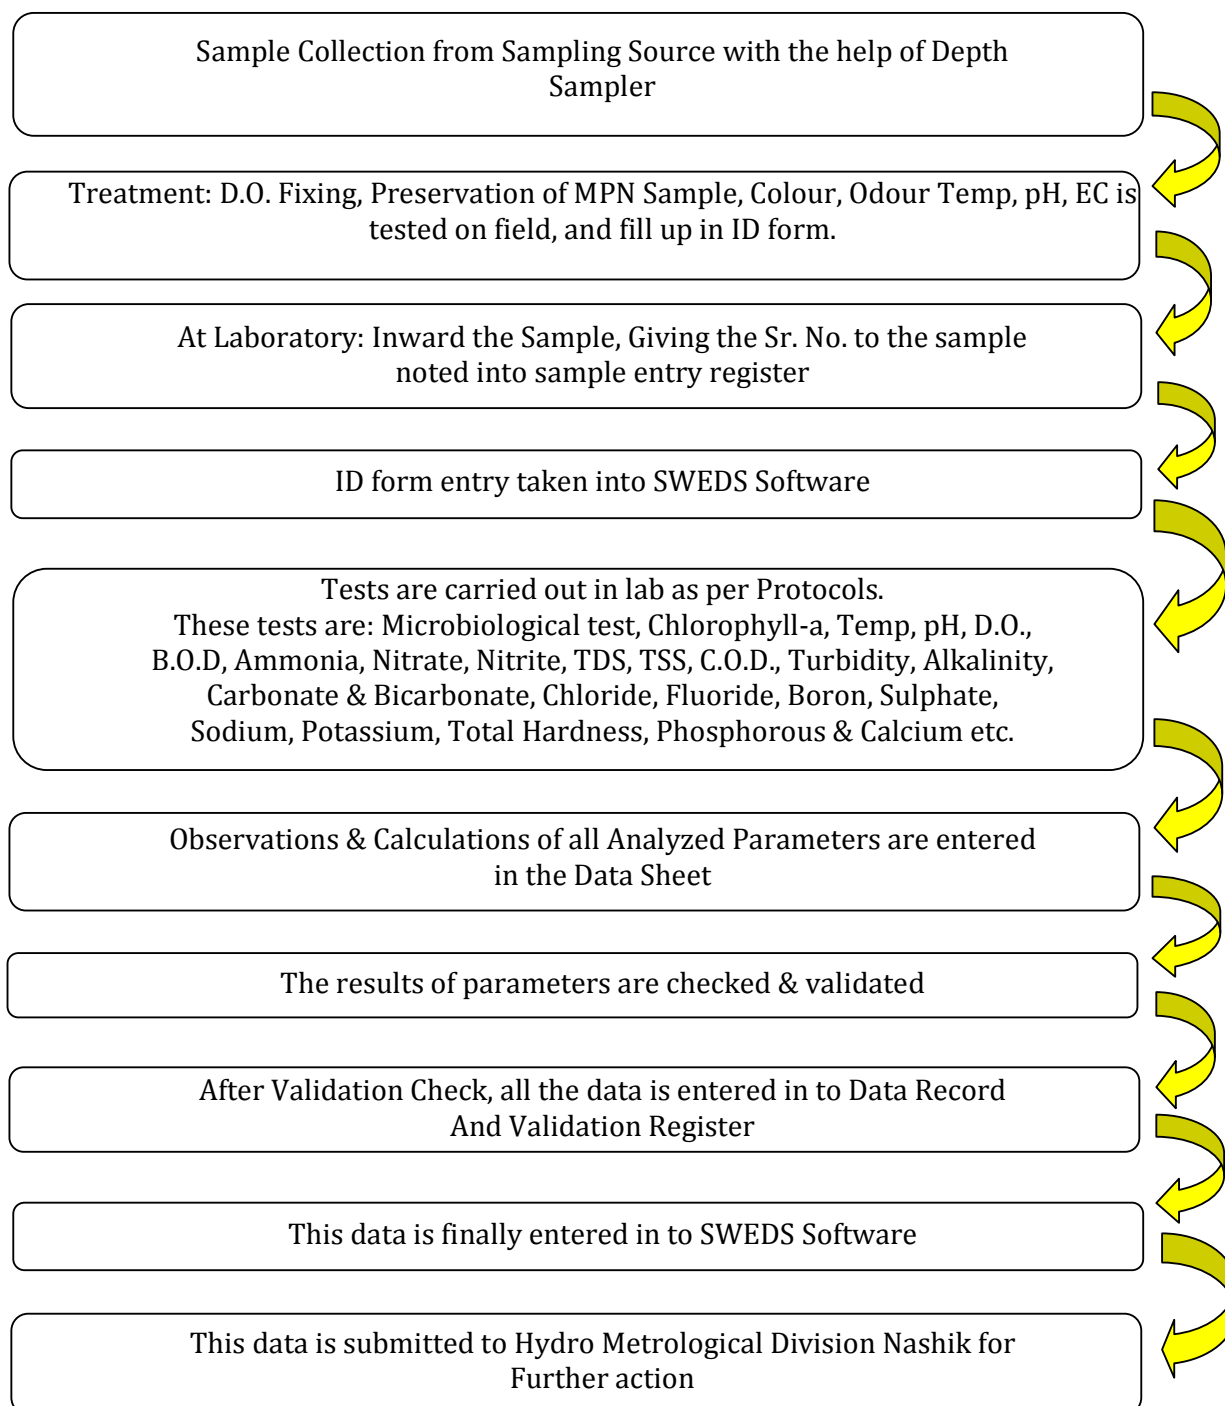 Sample Collection from Sampling Source with the help of Depth
Sampler
Treatment: D.O. Fixing, Preservation of MPN Sample, Colour, Odour Temp, pH, EC is
tested on field, and fill up in ID form.
At Laboratory: Inward the Sample, Giving the Sr. No. to the sample
noted into sample entry register
ID form entry taken into SWEDS Software
Tests are carried out in lab as per Protocols.
These tests are: Microbiological test, Chlorophyll-a, Temp, pH, D.O.,
B.O.D, Ammonia, Nitrate, Nitrite, TDS, TSS, C.O.D., Turbidity, Alkalinity,
Carbonate & Bicarbonate, Chloride, Fluoride, Boron, Sulphate,
Sodium, Potassium, Total Hardness, Phosphorous & Calcium etc.
Observations & Calculations of all Analyzed Parameters are entered
in the Data Sheet
The results of parameters are checked & validated
After Validation Check, all the data is entered in to Data Record
And Validation Register
This data is finally entered in to SWEDS Software
This data is submitted to Hydro Metrological Division Nashik for
Further action